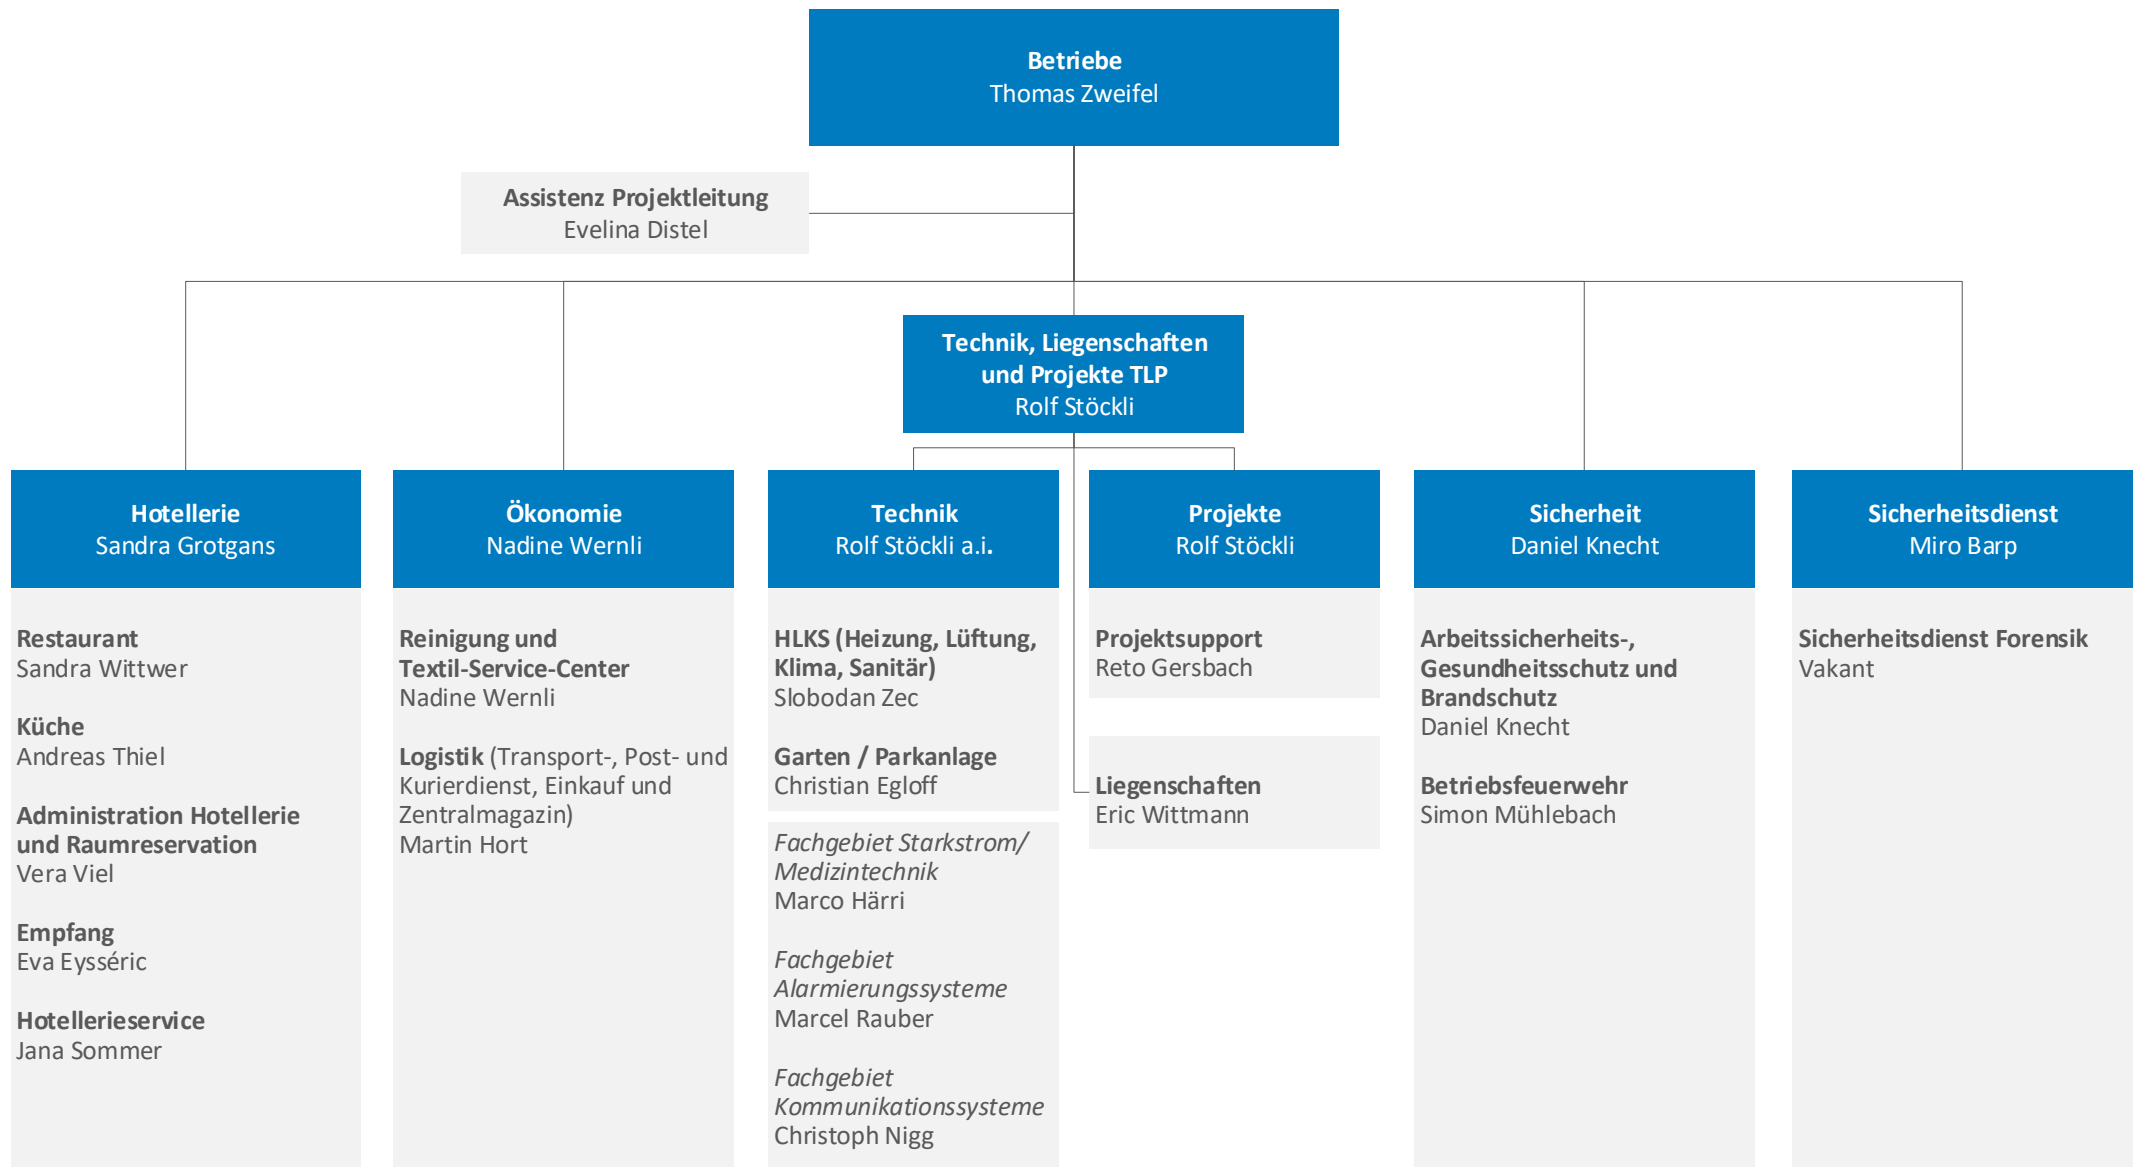 Betriebe
Thomas Zweifel
Assistenz Projektleitung
Evelina Distel
Technik, Liegenschaften
und Projekte TLP
Rolf Stöckli
Hotellerie
Sandra Grotgans
Restaurant
Sandra Wittwer
Küche
Andreas Thiel
Administration Hotellerie
und Raumreservation
Vera Viel
Empfang
Eva Eysséric
Hotellerieservice
Jana Sommer
Ökonomie
Nadine Wernli
Reinigung und
Textil-Service-Center
Nadine Wernli
Logistik (Transport-, Post- und
Kurierdienst, Einkauf und
Zentralmagazin)
Martin Hort
Technik
Rolf Stöckli a.i.
HLKS (Heizung, Lüftung,
Klima, Sanitär)
Slobodan Zec
Garten / Parkanlage
Christian Egloff
Fachgebiet Starkstrom/
Medizintechnik
Marco Härri
Fachgebiet
Alarmierungssysteme
Marcel Rauber
Fachgebiet
Kommunikationssysteme
Christoph Nigg
Projekte
Rolf Stöckli
Projektsupport
Reto Gersbach
Liegenschaften
Eric Wittmann
Sicherheit
Daniel Knecht
Arbeitssicherheits-,
Gesundheitsschutz und
Brandschutz
Daniel Knecht
Betriebsfeuerwehr
Simon Mühlebach
Sicherheitsdienst
Miro Barp
Sicherheitsdienst Forensik
Vakant